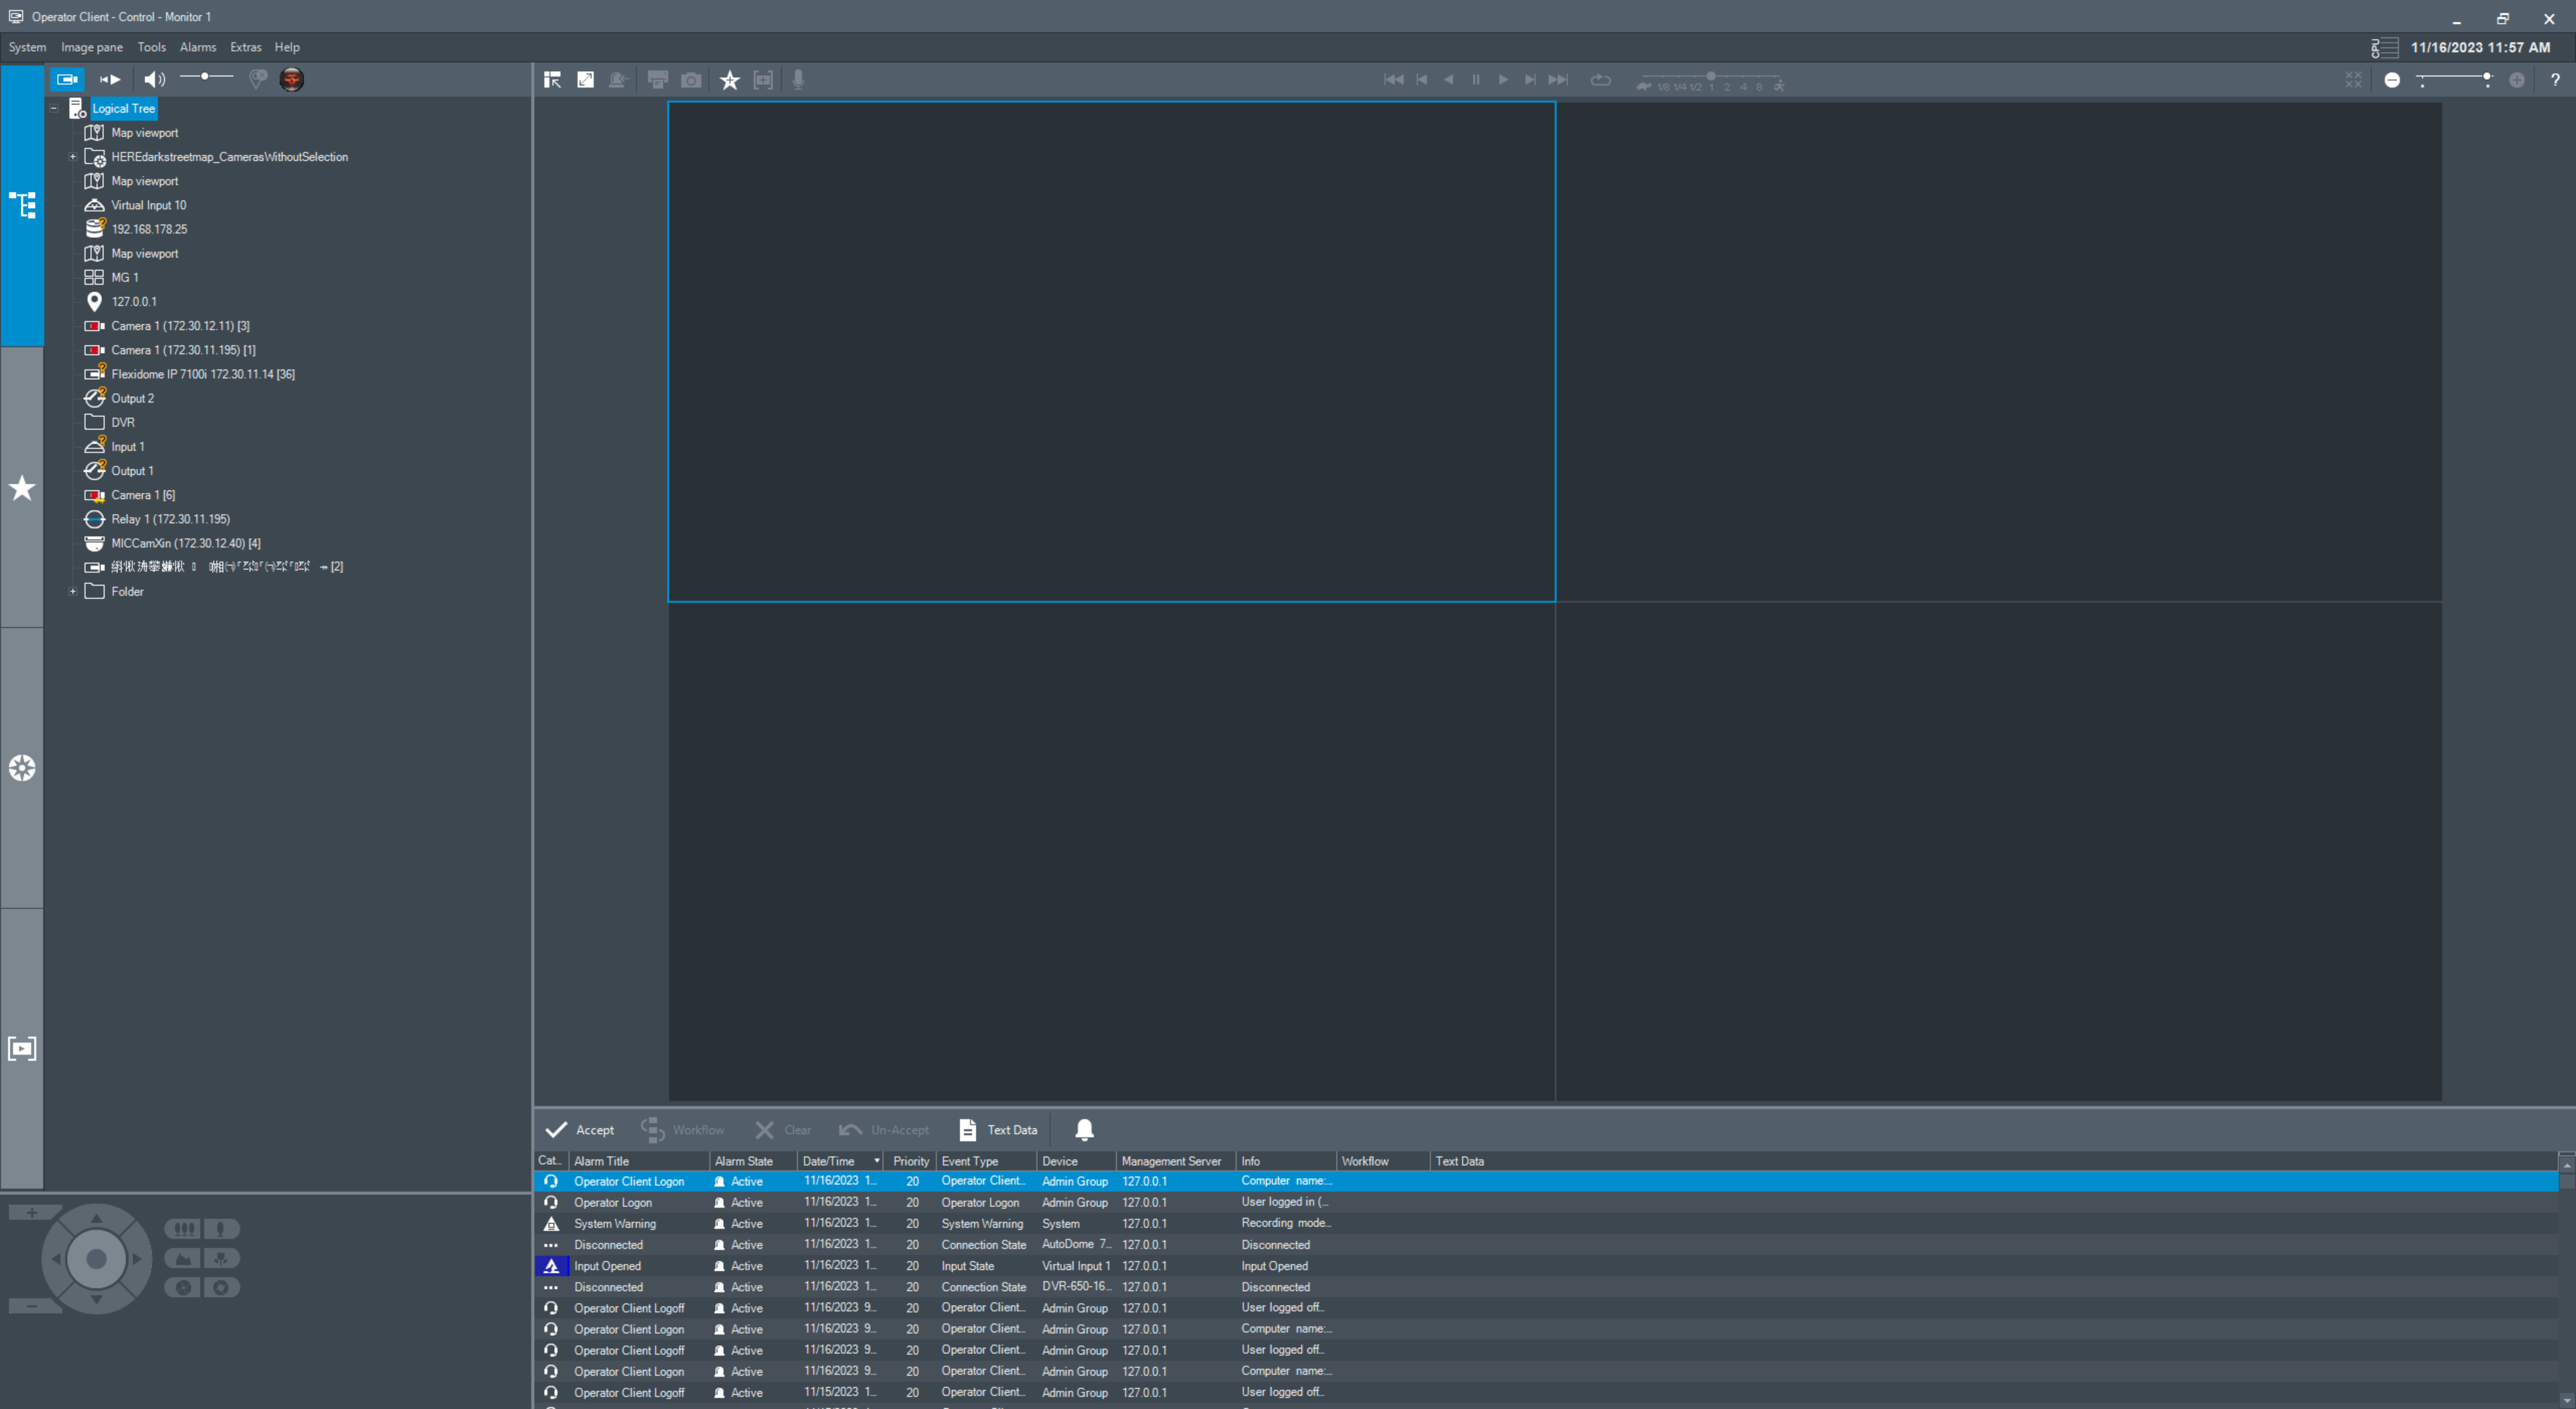 Operator Client - Control - Monitor 1
System Image pane Tools Alarms Extras Help
CPU 11/16/2023 11:57 AM
1/8 1/4 1/2 1 2 4 8
?
Logical Tree
Map viewport
HEREdarkstreetmap_CamerasWithoutSelection
Map viewport
Virtual Input 10
192.168.178.25
Map viewport
MG 1
127.0.0.1
Camera 1 (172.30.12.11) [3]
Camera 1 (172.30.11.195) [1]
Flexidome IP 7100i 172.30.11.14 [36]
Output 2
DVR
Input 1
Output 1
Camera 1 [6]
Relay 1 (172.30.11.195)
MICCamXin (172.30.12.40) [4]
[2]
Folder
Accept Workflow Clear Un-Accept Text Data
Cat... Alarm Title Alarm State Date/Time Priority Event Type Device Management Server Info Workflow Text Data
Operator Client Logon Active 11/16/2023 1... 20 Operator Client... Admin Group 127.0.0.1 Computer name:...
Operator Logon Active 11/16/2023 1... 20 Operator Logon Admin Group 127.0.0.1 User logged in (...
System Warning Active 11/16/2023 1... 20 System Warning System 127.0.0.1 Recording mode...
Disconnected Active 11/16/2023 1... 20 Connection State AutoDome 7... 127.0.0.1 Disconnected
Input Opened Active 11/16/2023 1... 20 Input State Virtual Input 1 127.0.0.1 Input Opened
Disconnected Active 11/16/2023 1... 20 Connection State DVR-650-16... 127.0.0.1 Disconnected
Operator Client Logoff Active 11/16/2023 9... 20 Operator Client... Admin Group 127.0.0.1 User logged off...
Operator Client Logon Active 11/16/2023 9... 20 Operator Client... Admin Group 127.0.0.1 Computer name:...
Operator Client Logoff Active 11/16/2023 9... 20 Operator Client... Admin Group 127.0.0.1 User logged off...
Operator Client Logon Active 11/16/2023 9... 20 Operator Client... Admin Group 127.0.0.1 Computer name:...
Operator Client Logoff Active 11/15/2023 1... 20 Operator Client... Admin Group 127.0.0.1 User logged off...